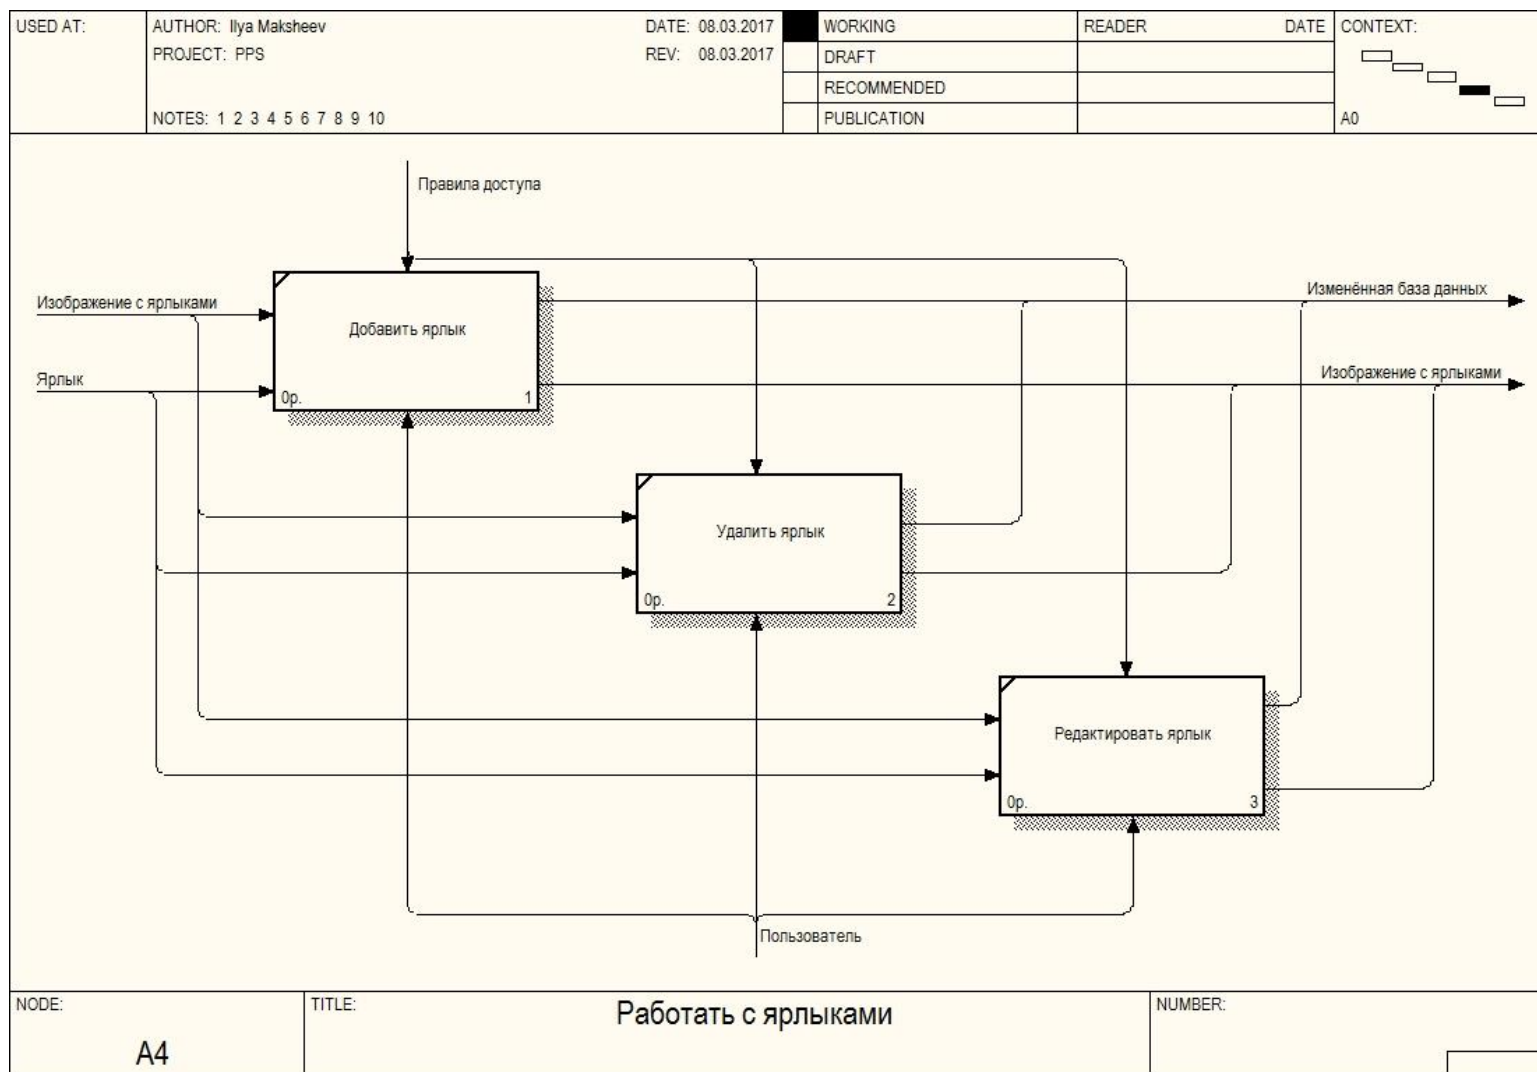 USED AT:
AUTHOR: Ilya Maksheev
DATE: 08.03.2017
PROJECT: PPS
REV: 08.03.2017
NOTES: 1 2 3 4 5 6 7 8 9 10
WORKING
DRAFT
RECOMMENDED
PUBLICATION
READER DATE
CONTEXT:
A0
Правила доступа
Изображение с ярлыками
Ярлык
Добавить ярлык
0р. 1
Изменённая база данных
Изображение с ярлыками
Удалить ярлык
0р. 2
Редактировать ярлык
0р. 3
Пользователь
NODE:
A4
TITLE:
Работать с ярлыками
NUMBER: